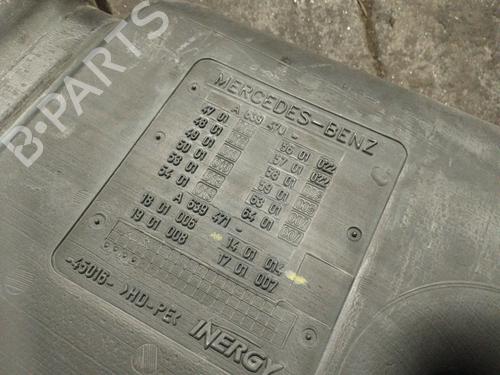 B-PARTS
MERCEDES-BENZ
A 639 470 _
47 01 56 01 022
48 01 57 01 022
49 01 58 01
50 01 59 01
53 01 63 01
54 01 64 01
A 639 471 _
18 01 006 14 01 014
19 01 008 17 01 007
-45016- >HD-PE< INERGY